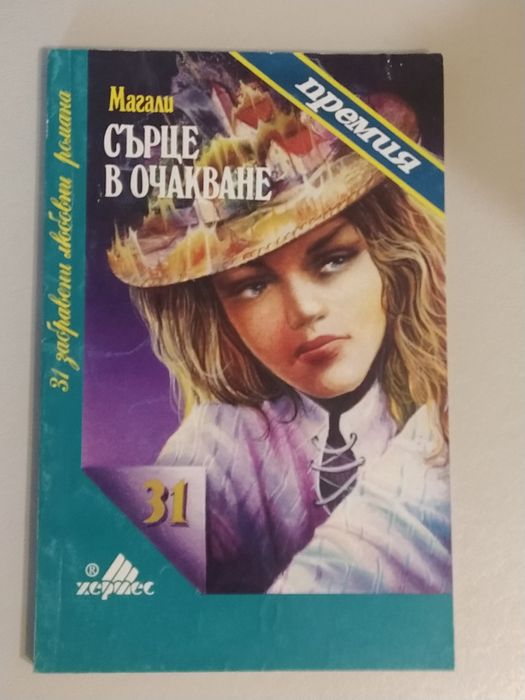 премия
Магали
СЪРЦЕ
В ОЧАКВАНЕ
31 забравени любовни романа
31
®
хермес